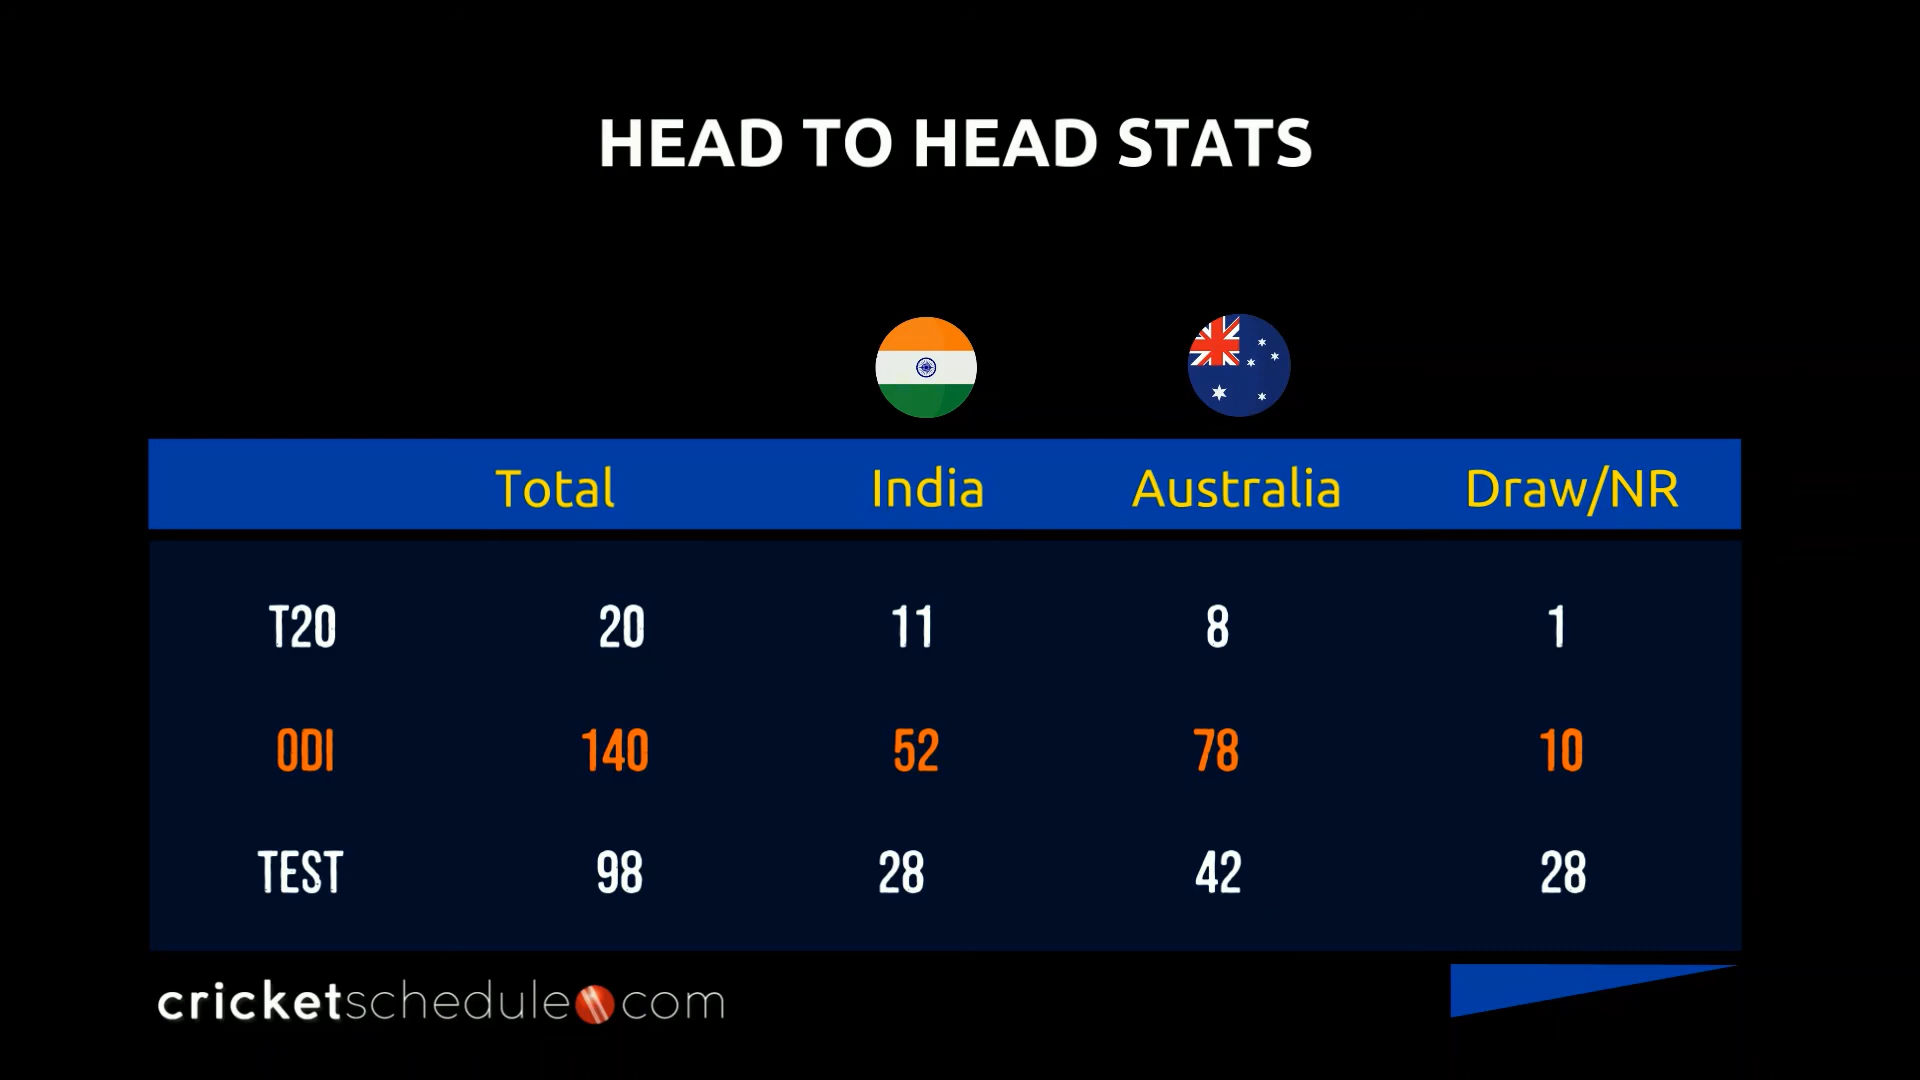 HEAD TO HEAD STATS
Total India Australia Draw/NR
T20 20 11 8 1
ODI 140 52 78 10
TEST 98 28 42 28
cricketschedule.com